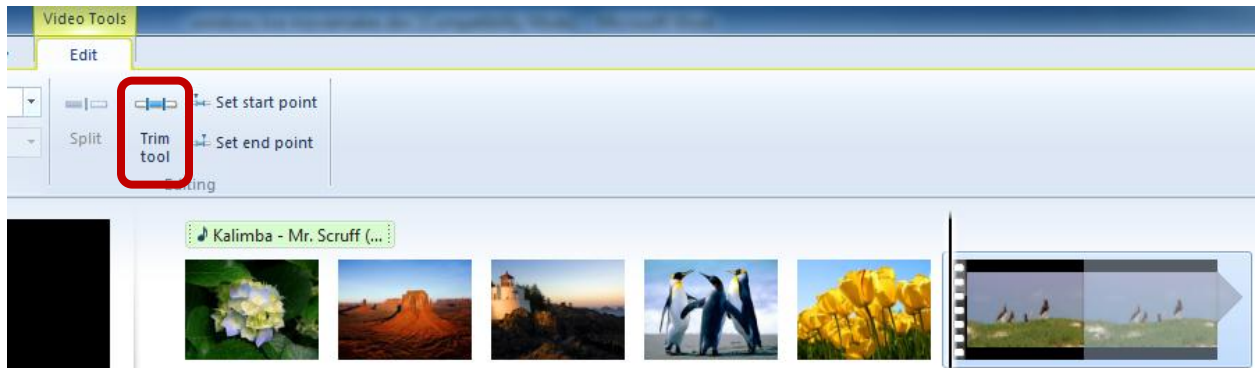 Video Tools
Edit
Split
Trim
tool
Set start point
Set end point
Editing
Kalimba - Mr. Scruff (...